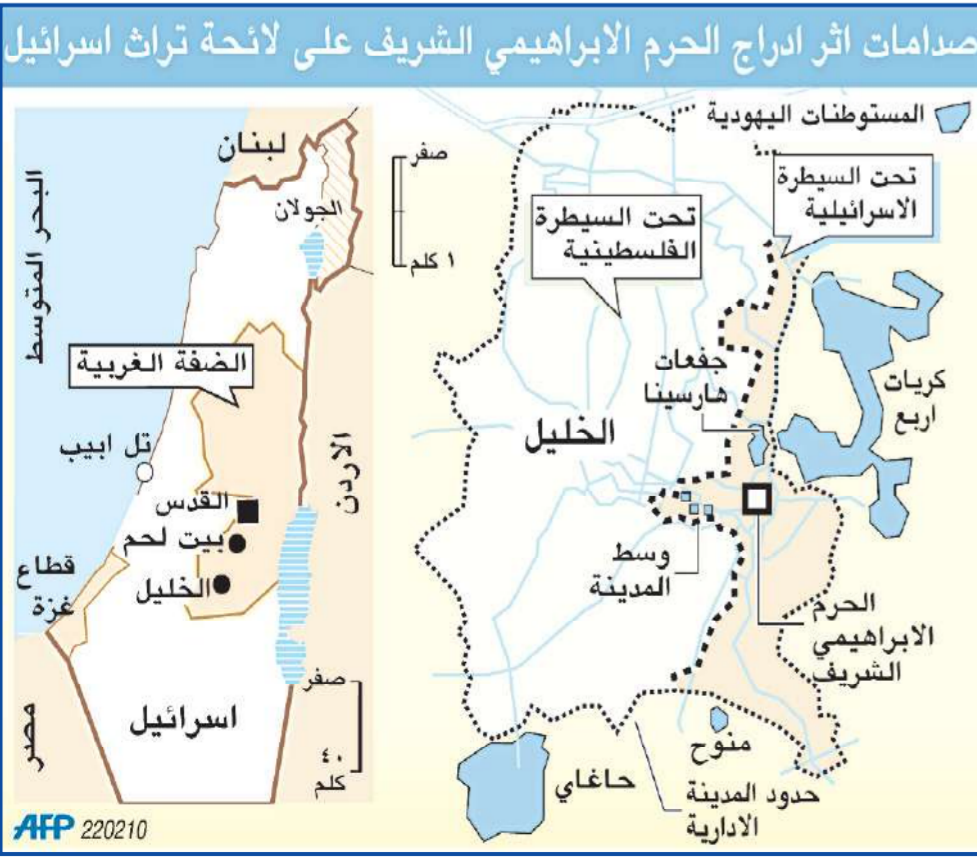 صدامات اثر ادراج الحرم الابراهيمي الشريف على لائحة تراث اسرائيل
المستوطنات اليهودية
تحت السيطرة
الاسرائيلية
تحت السيطرة
الفلسطينية
صفر
١ كلم
جفعات
هارسينا
كريات
اربع
الخليل
وسط
المدينة
الحرم
الابراهيمي
الشريف
منوح
حاغاي
حدود المدينة
الادارية
لبنان
الجولان
البحر المتوسط
الضفة الغربية
تل ابيب
القدس
بيت لحم
الخليل
الاردن
قطاع
غزة
اسرائيل
مصر
صفر
٤٠
كلم
AFP 220210